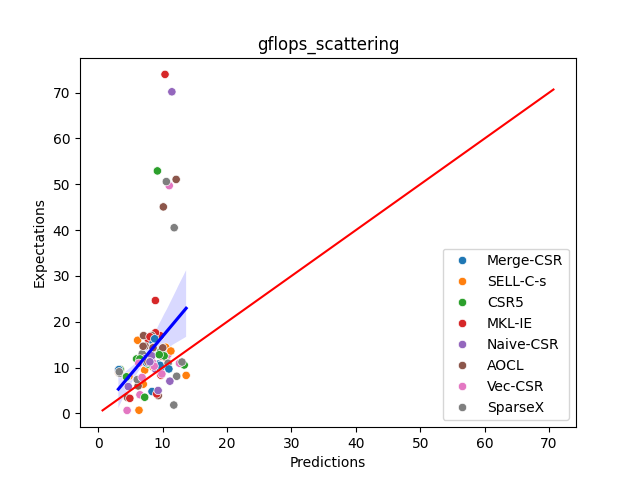 gflops_scattering
Expectations
70
60
50
40
30
20
10
0
Merge-CSR
SELL-C-s
CSR5
MKL-IE
Naive-CSR
AOCL
Vec-CSR
SparseX
0 10 20 30 40 50 60 70
Predictions